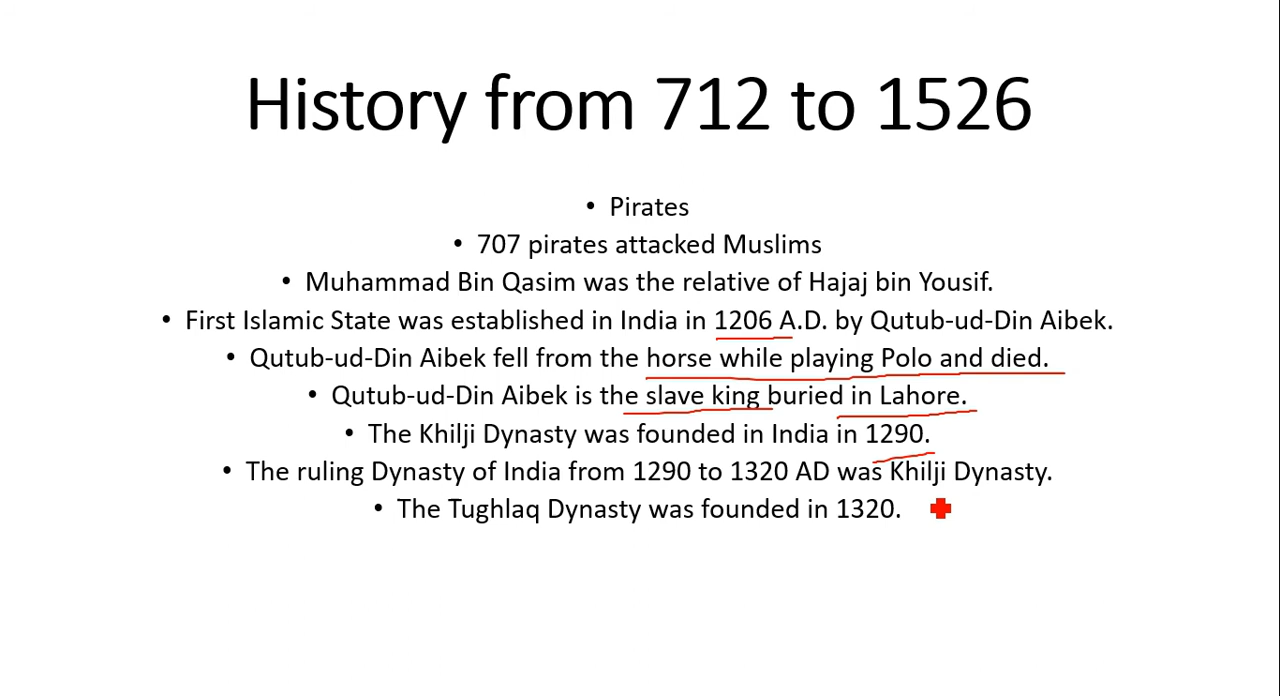 History from 712 to 1526
• Pirates
• 707 pirates attacked Muslims
• Muhammad Bin Qasim was the relative of Hajaj bin Yousif.
• First Islamic State was established in India in 1206 A.D. by Qutub-ud-Din Aibek.
• Qutub-ud-Din Aibek fell from the horse while playing Polo and died.
• Qutub-ud-Din Aibek is the slave king buried in Lahore.
• The Khilji Dynasty was founded in India in 1290.
• The ruling Dynasty of India from 1290 to 1320 AD was Khilji Dynasty.
• The Tughlaq Dynasty was founded in 1320.